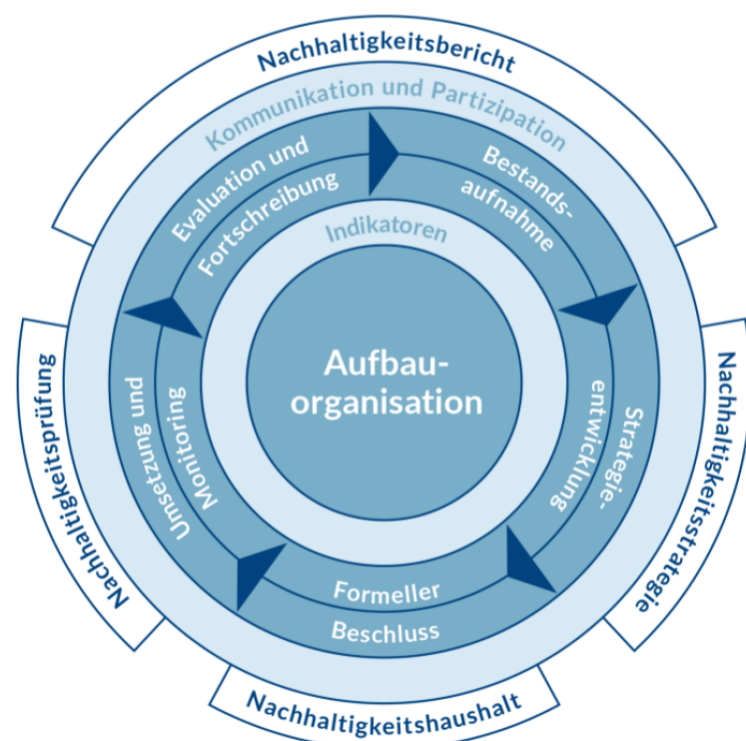 Nachhaltigkeitsbericht
Kommunikation und Partizipation
Evaluation und
Fortschreibung
Bestands-
aufnahme
Indikatoren
Aufbau-
organisation
Strategie-
entwicklung
Formeller
Beschluss
Umsetzung und
Monitoring
Nachhaltigkeitsprüfung
Nachhaltigkeitsstrategie
Nachhaltigkeitshaushalt